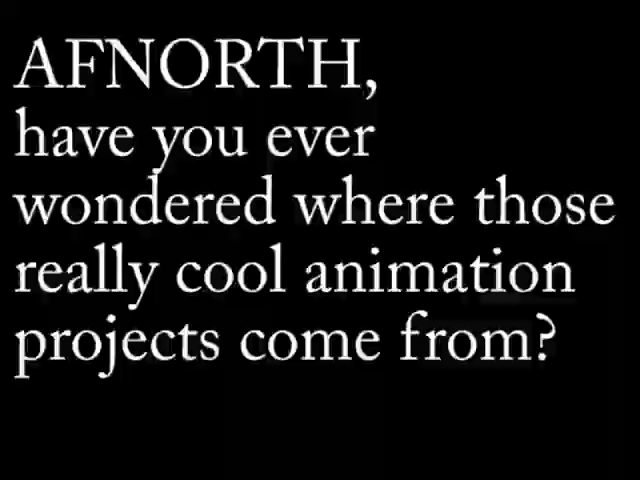 AFNORTH,
have you ever
wondered where those
really cool animation
projects come from?